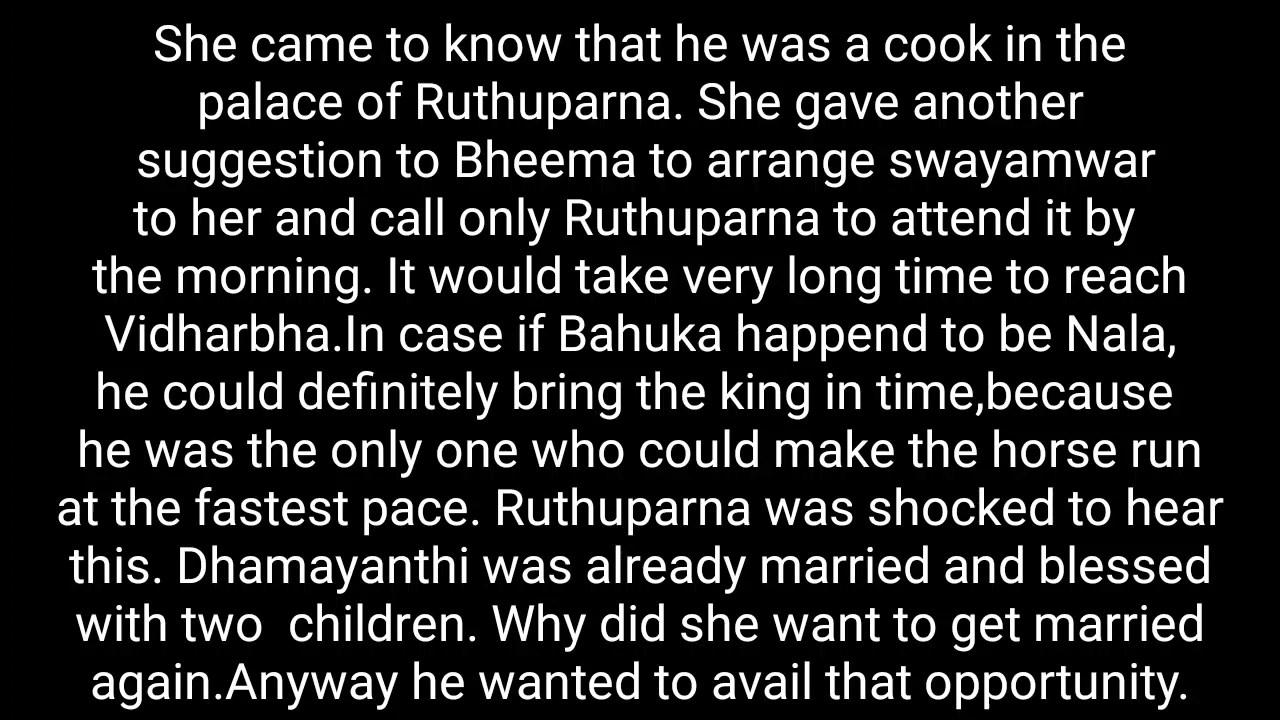 She came to know that he was a cook in the
palace of Ruthuparna. She gave another
suggestion to Bheema to arrange swayamwar
to her and call only Ruthuparna to attend it by
the morning. It would take very long time to reach
Vidharbha.In case if Bahuka happend to be Nala,
he could definitely bring the king in time,because
he was the only one who could make the horse run
at the fastest pace. Ruthuparna was shocked to hear
this. Dhamayanthi was already married and blessed
with two  children. Why did she want to get married
again.Anyway he wanted to avail that opportunity.